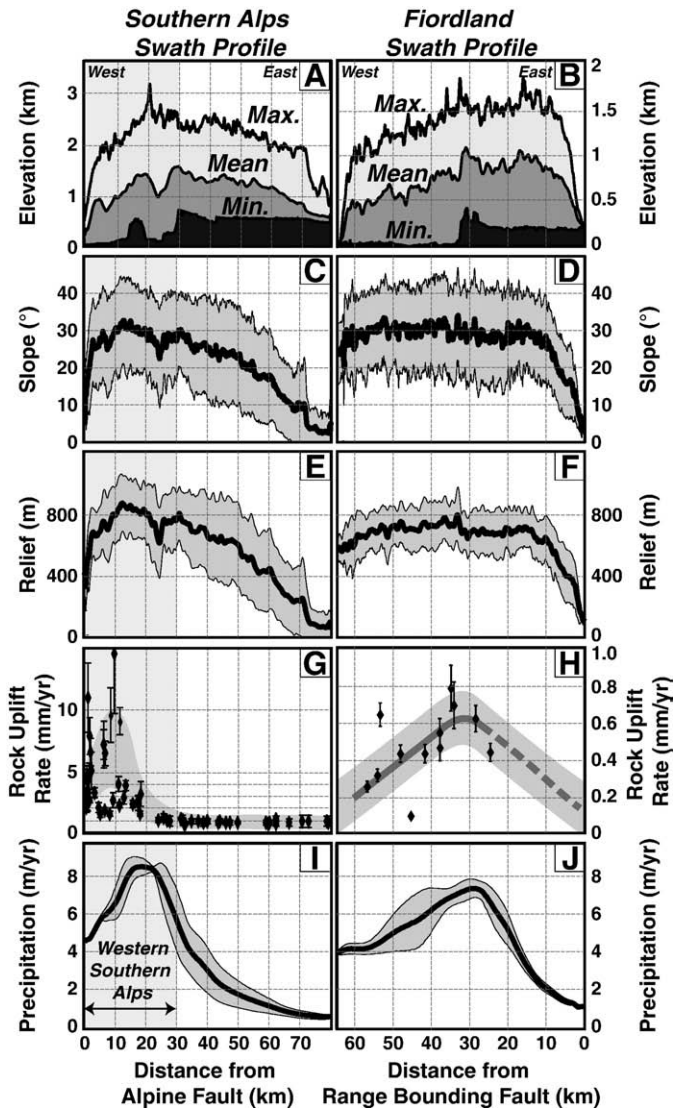 Southern Alps
Swath Profile
Fiordland
Swath Profile
West
East
A
3
2
1
0
Elevation (km)
Max.
Mean
Min.
West
East
B
2
1.5
1
0.5
0
Elevation (km)
Max.
Mean
Min.
C
40
30
20
10
0
Slope (°)
D
40
30
20
10
0
Slope (°)
E
800
400
0
Relief (m)
F
800
400
0
Relief (m)
G
10
5
1
Rock Uplift
Rate (mm/yr)
H
1.0
0.8
0.6
0.4
0.2
0
Rock Uplift
Rate (mm/yr)
I
8
6
4
2
0
Precipitation (m/yr)
Western
Southern
Alps
J
8
6
4
2
0
Precipitation (m/yr)
0 10 20 30 40 50 60 70
Distance from
Alpine Fault (km)
60 50 40 30 20 10 0
Distance from
Range Bounding Fault (km)